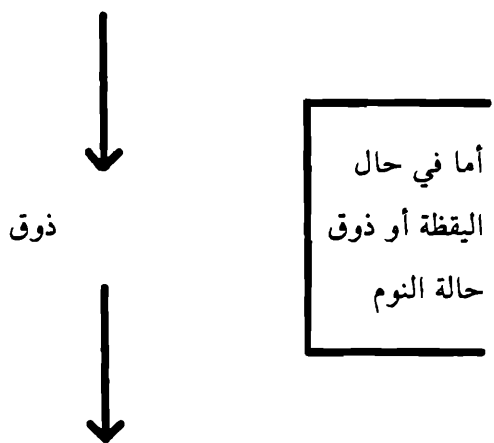 أما في حال
اليقظة أو ذوق
حالة النوم
ذوق